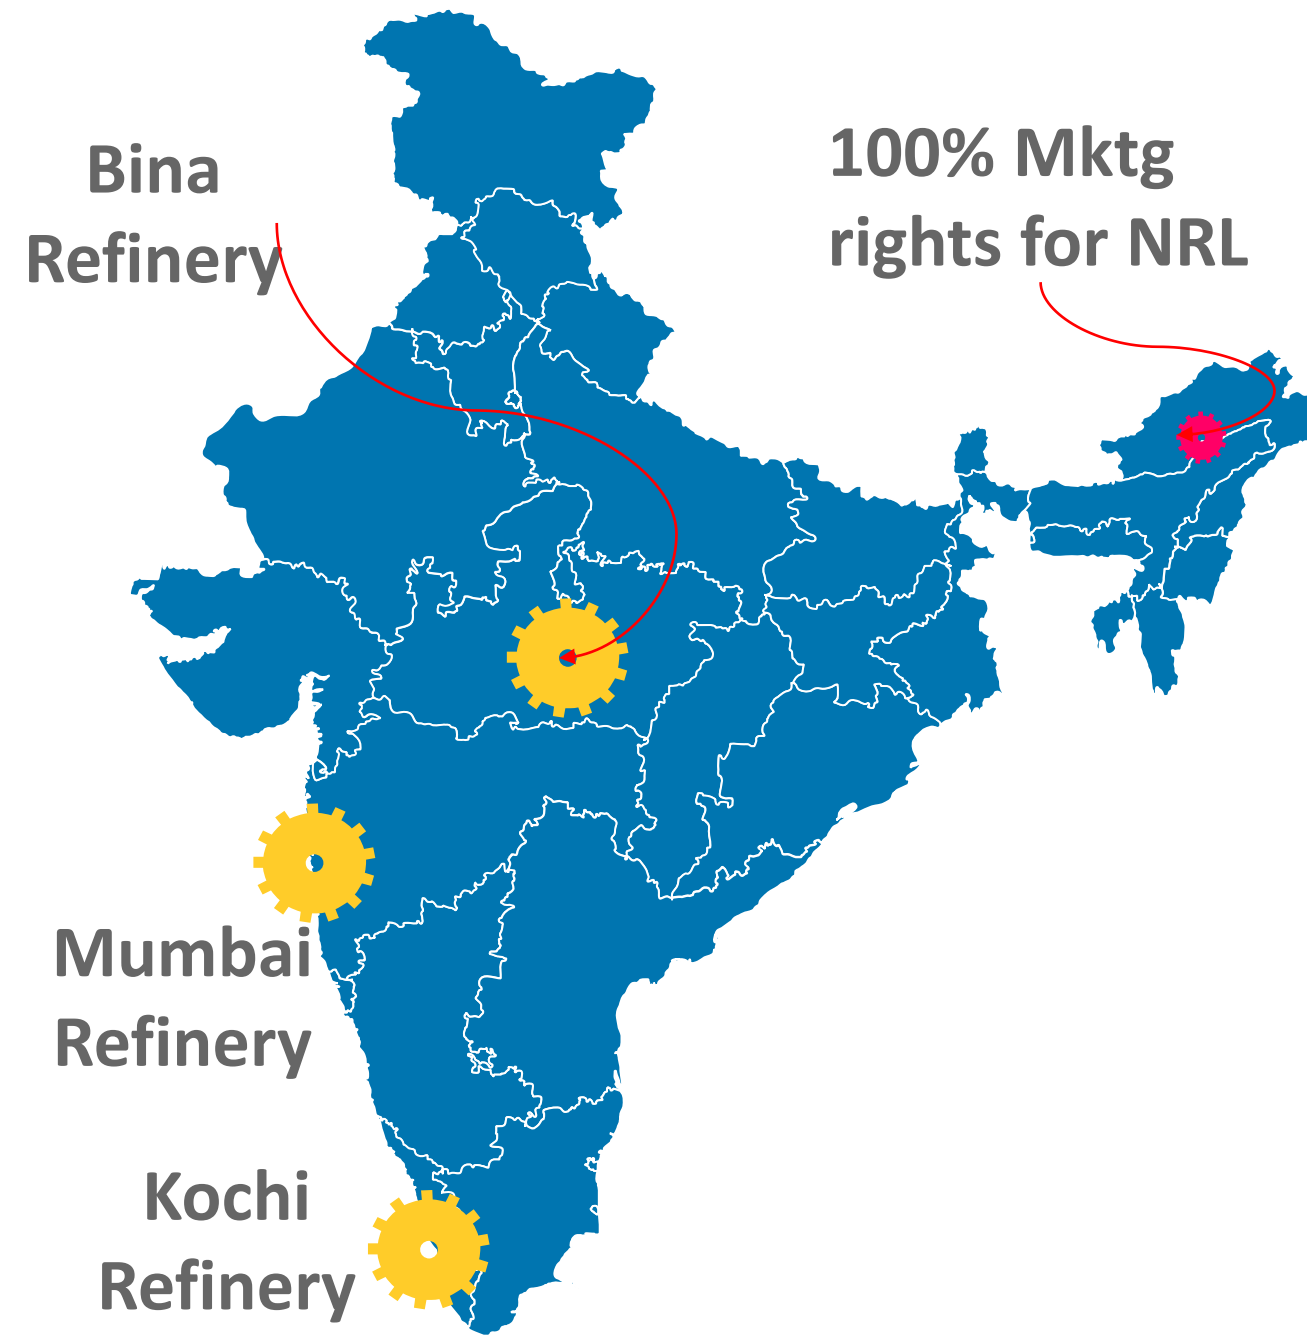 Bina
Refinery
100% Mktg
rights for NRL
Mumbai
Refinery
Kochi
Refinery